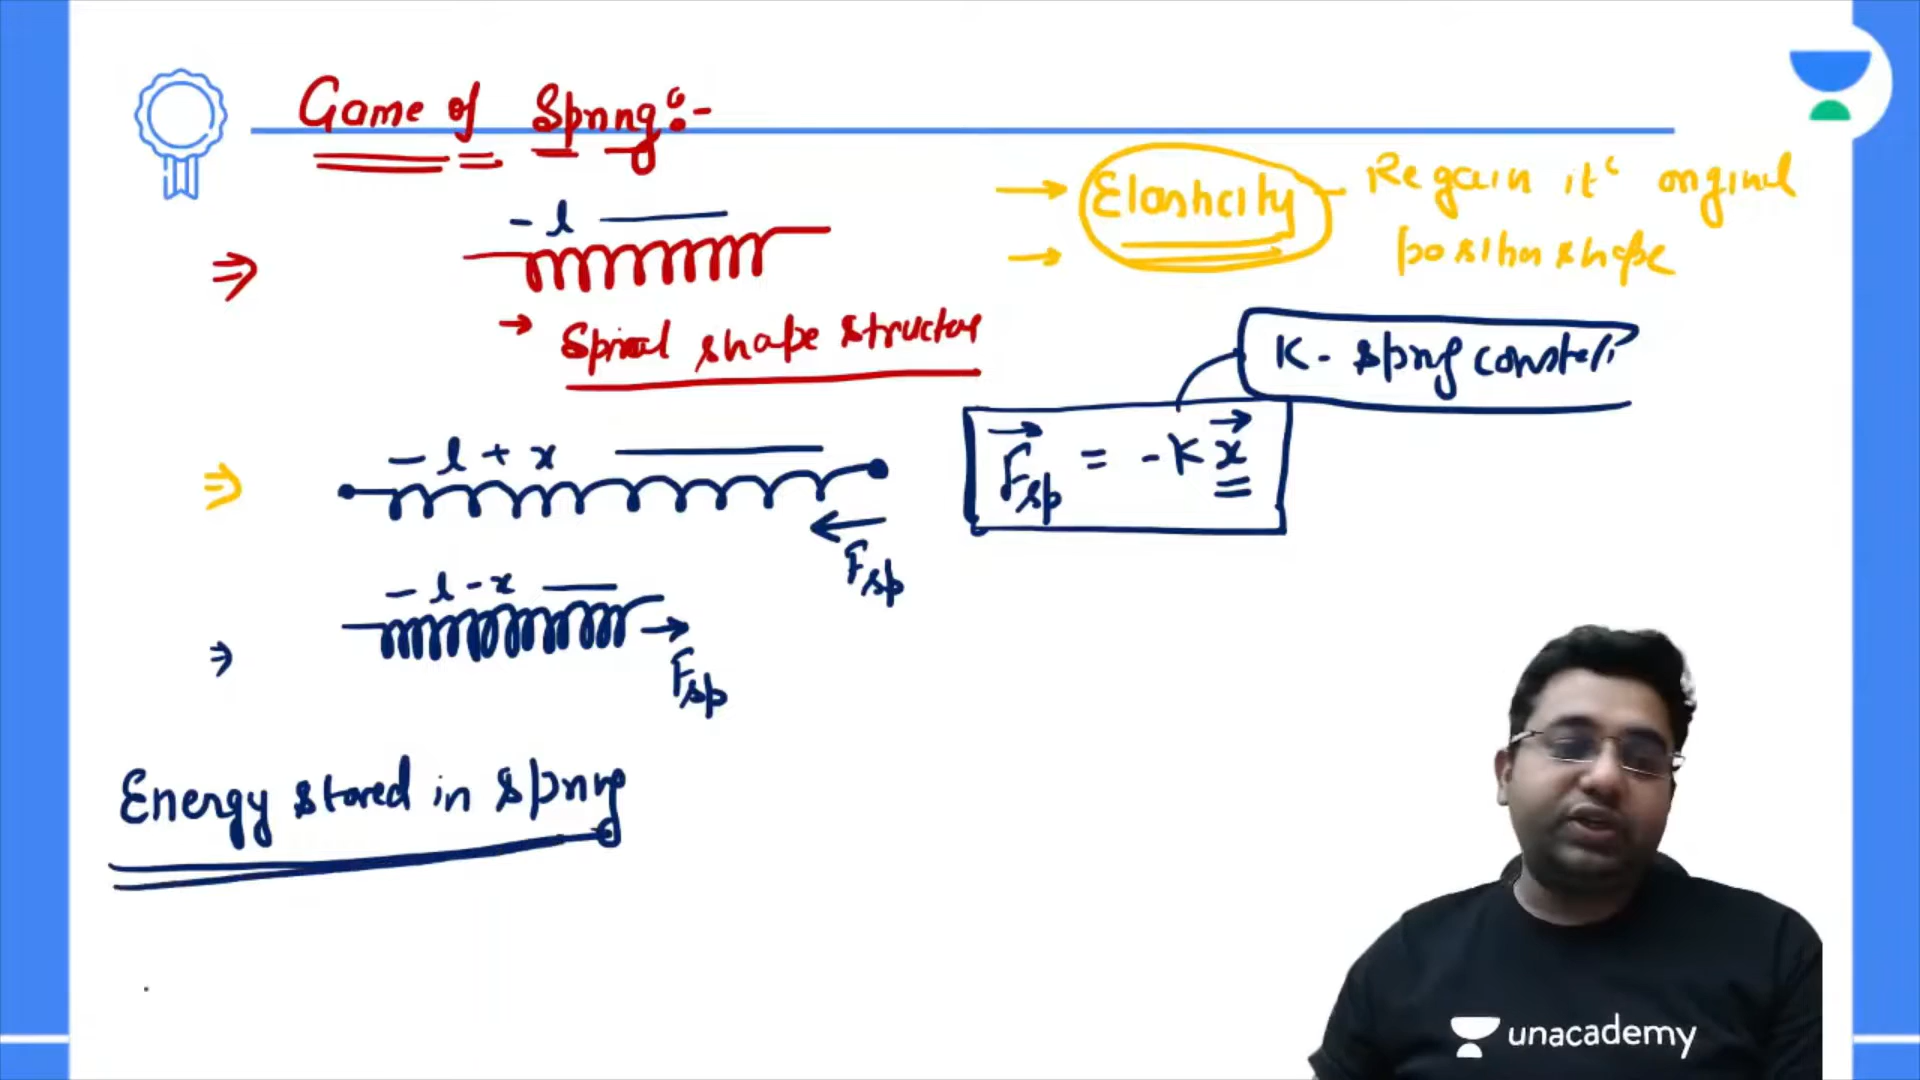 Game of Spring:-
- l
→ Spiral shape structure
→ Elasticity - Regain it's original
→ position shape
K - spring constant
F_sp = -K x
- l + x
F_sp
- l - x
F_sp
Energy stored in spring
unacademy